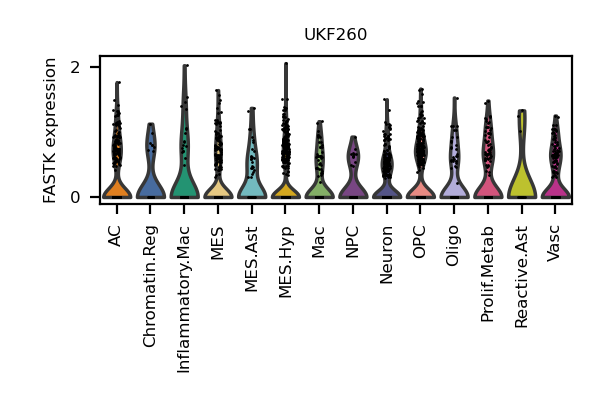 UKF260
FASTK expression
2
0
AC
Chromatin.Reg
Inflammatory.Mac
MES
MES.Ast
MES.Hyp
Mac
NPC
Neuron
OPC
Oligo
Prolif.Metab
Reactive.Ast
Vasc